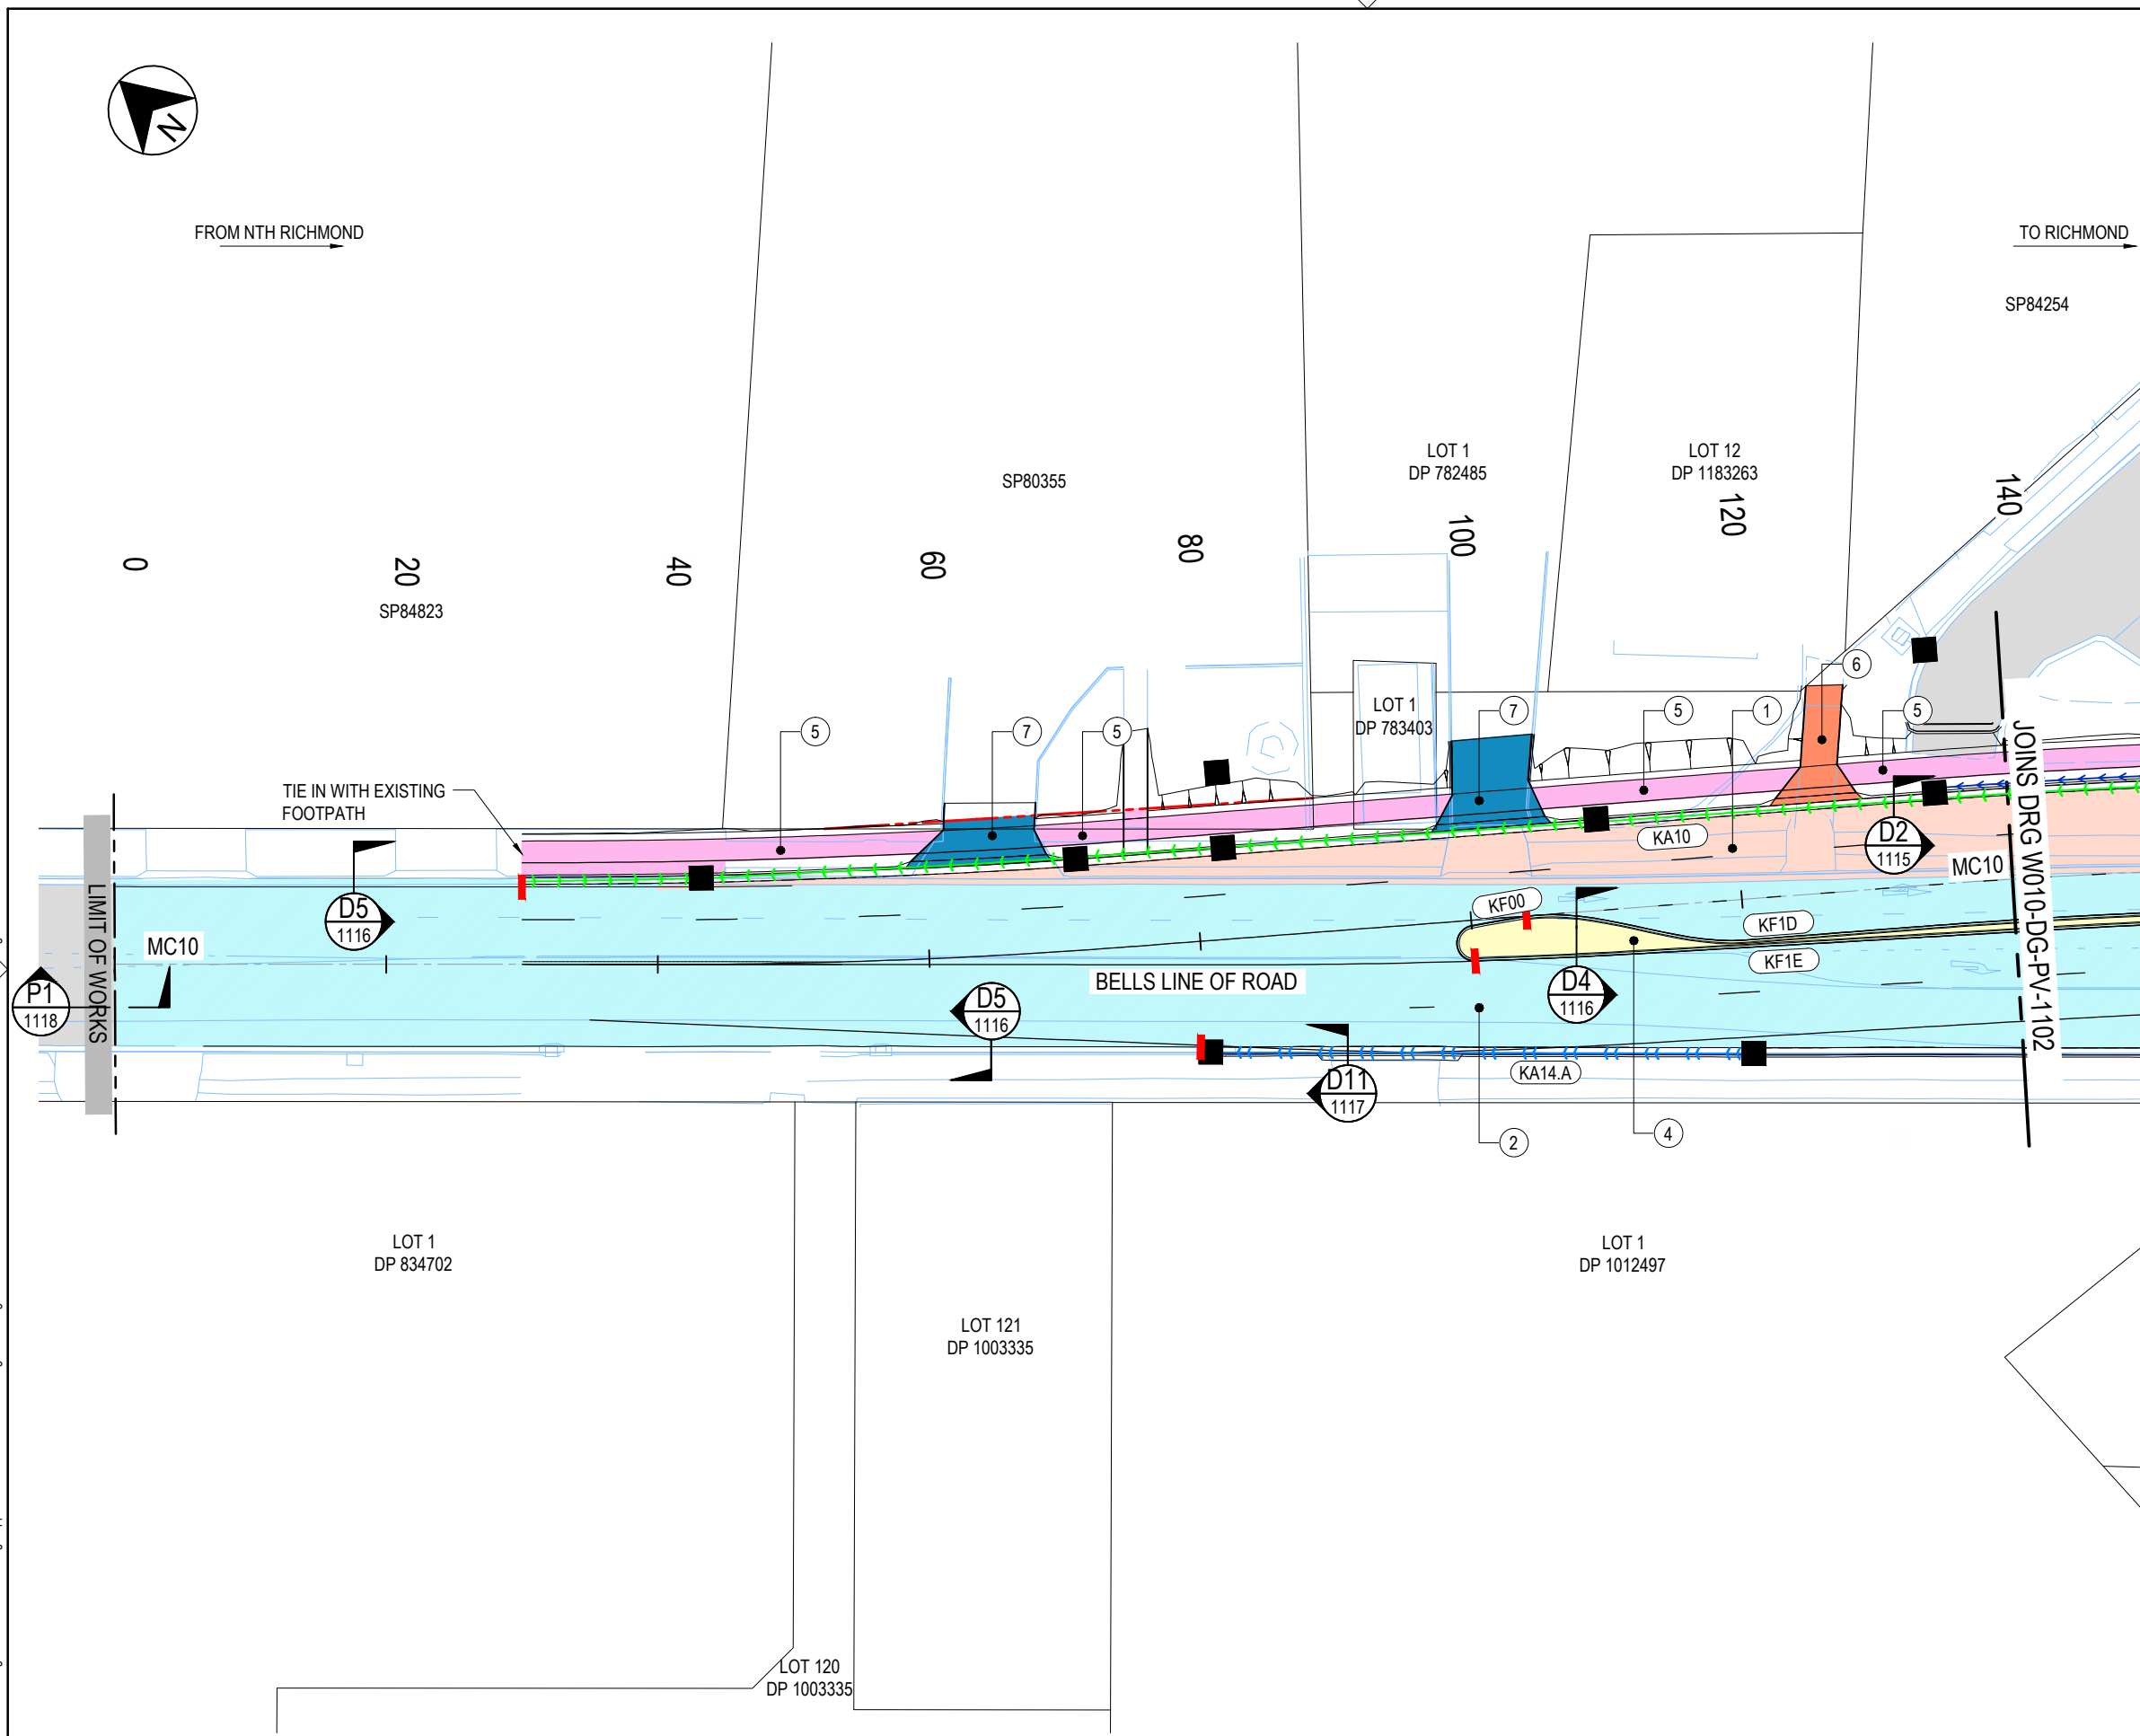 N
FROM NTH RICHMOND
TO RICHMOND
SP84254
LOT 1
DP 782485
LOT 12
DP 1183263
SP80355
0
20
40
60
80
100
120
140
SP84823
LOT 1
DP 783403
5
7
5
7
5
1
6
5
TIE IN WITH EXISTING
FOOTPATH
JOINS DRG W010-DG-PV-1102
LIMIT OF WORKS
KA10
D2
1115
MC10
D5
1116
MC10
KF00
KF1D
KF1E
BELLS LINE OF ROAD
P1
1118
D5
1116
D4
1116
KA14.A
D11
1117
2
4
LOT 1
DP 834702
LOT 1
DP 1012497
LOT 121
DP 1003335
LOT 120
DP 1003335